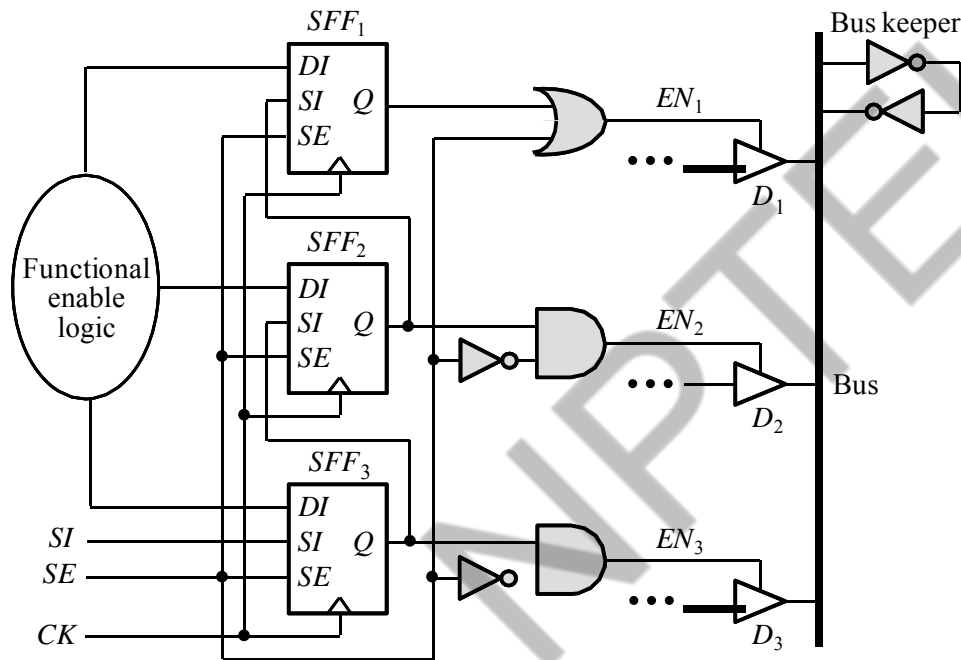 SFF1
Bus keeper
DI
SI
Q
SE
EN1
D1
SFF2
Functional
enable
logic
DI
SI
Q
SE
EN2
D2
Bus
SFF3
DI
SI
Q
SE
EN3
D3
SI
SE
CK
NPTE